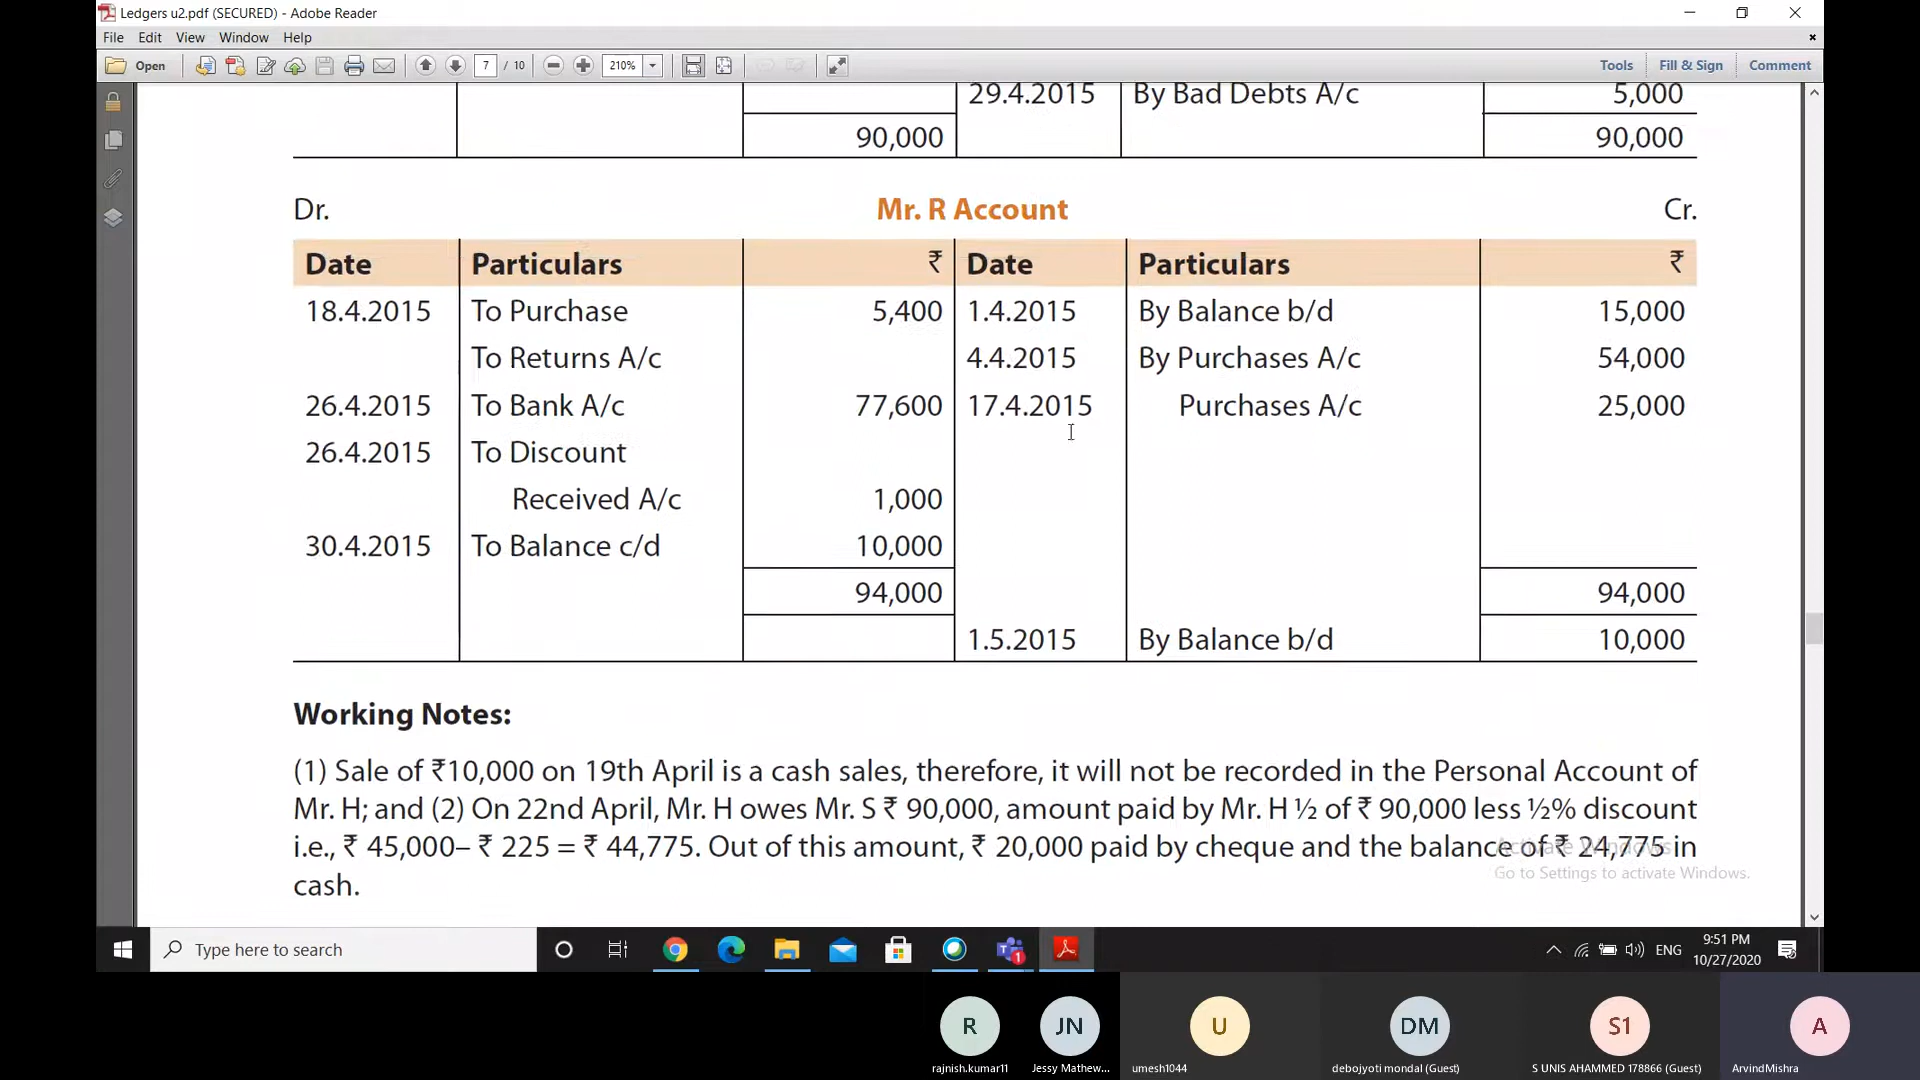 Ledgers u2.pdf (SECURED) - Adobe Reader
File Edit View Window Help
Open 7 / 10 210% Tools Fill & Sign Comment
29.4.2015 By Bad Debts A/c 5,000
90,000 90,000
Dr. Mr. R Account Cr.
Date Particulars ₹ Date Particulars ₹
18.4.2015 To Purchase 5,400 1.4.2015 By Balance b/d 15,000
To Returns A/c 4.4.2015 By Purchases A/c 54,000
26.4.2015 To Bank A/c 77,600 17.4.2015 Purchases A/c 25,000
26.4.2015 To Discount
Received A/c 1,000
30.4.2015 To Balance c/d 10,000
94,000 94,000
1.5.2015 By Balance b/d 10,000
Working Notes:
(1) Sale of ₹10,000 on 19th April is a cash sales, therefore, it will not be recorded in the Personal Account of
Mr. H; and (2) On 22nd April, Mr. H owes Mr. S ₹ 90,000, amount paid by Mr. H ½ of ₹ 90,000 less ½% discount
i.e., ₹ 45,000– ₹ 225 = ₹ 44,775. Out of this amount, ₹ 20,000 paid by cheque and the balance of ₹ 24,775 in
cash.
Activate Windows
Go to Settings to activate Windows.
Type here to search
1
ENG
9:51 PM
10/27/2020
R JN U DM S1 A
rajnish.kumar11 Jessy Mathew... umesh1044 debojyoti mondal (Guest) S UNIS AHAMMED 178866 (Guest) ArvindMishra